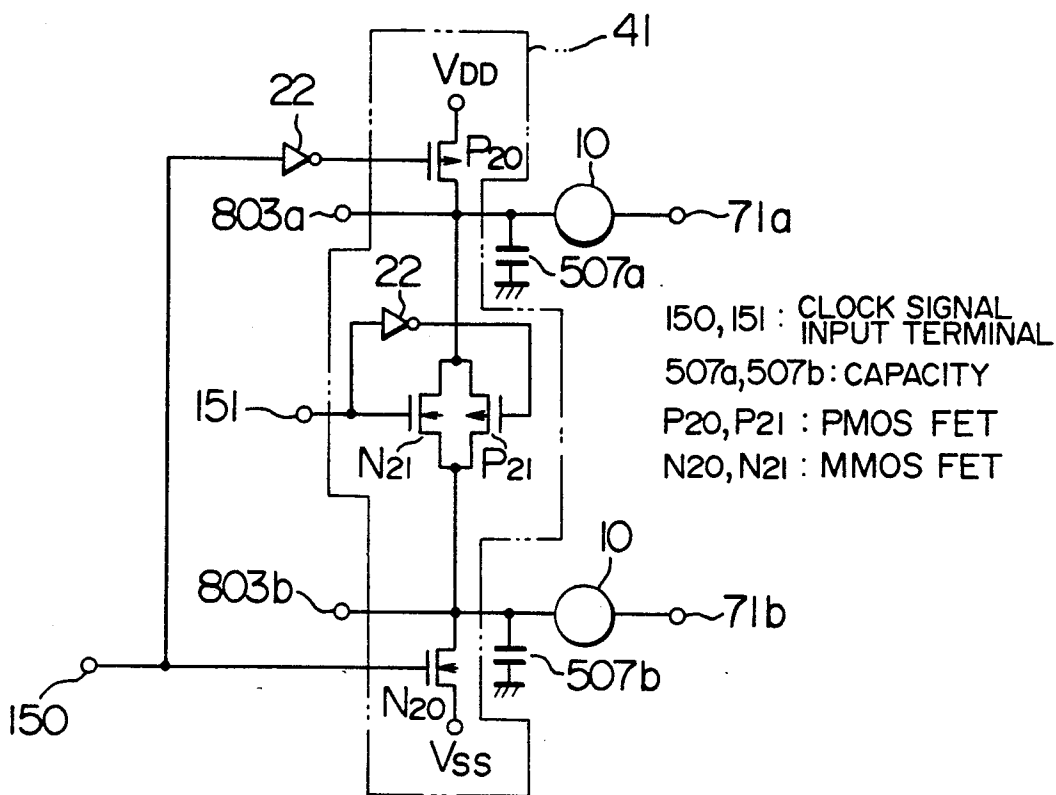 41
VDD
22
P20
10
803a
71a
507a
22
150, 151 : CLOCK SIGNAL
INPUT TERMINAL
507a, 507b : CAPACITY
151
P20, P21 : PMOS FET
N21
P21
N20, N21 : MMOS FET
10
803b
71b
507b
N20
150
VSS